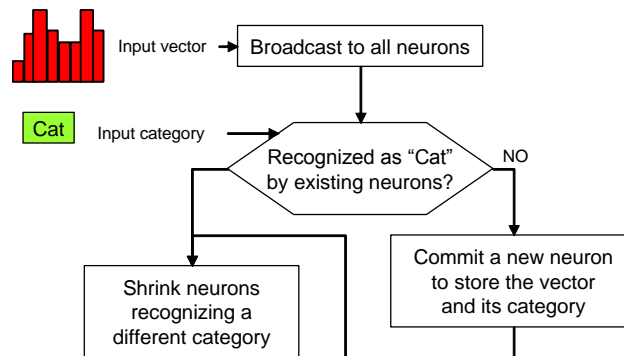 Input vector
Broadcast to all neurons
Cat
Input category
Recognized as “Cat”
by existing neurons?
NO
Shrink neurons
recognizing a
different category
Commit a new neuron
to store the vector
and its category